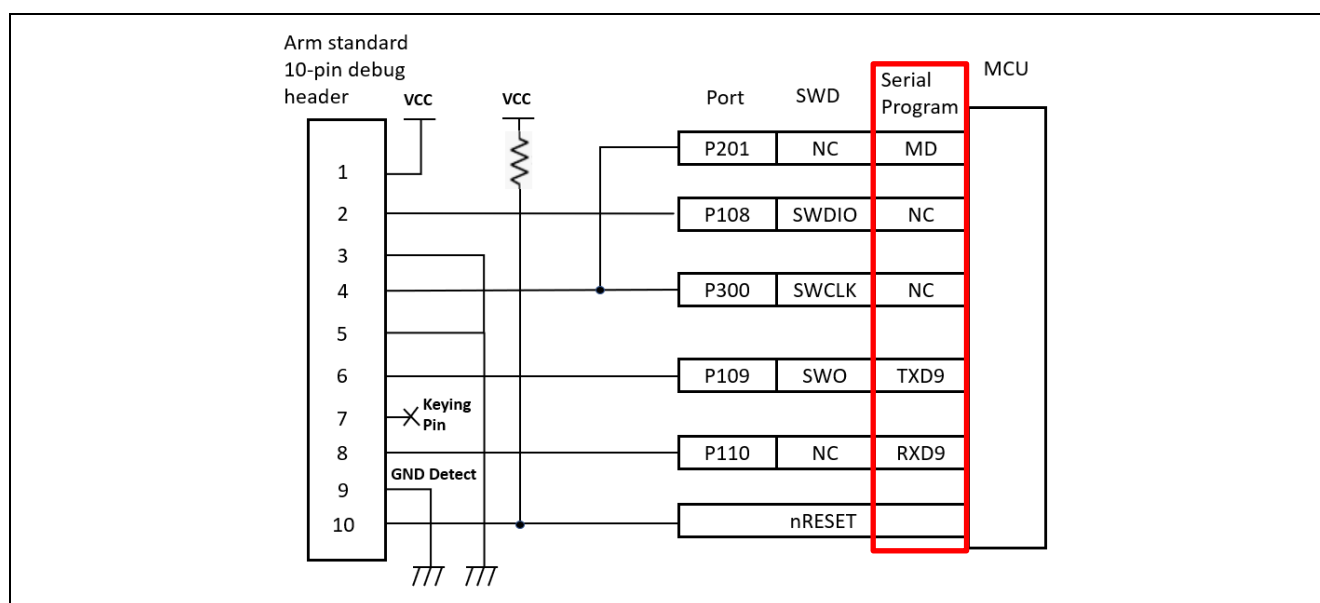 Arm standard
10-pin debug
header
VCC
VCC
Port
SWD
Serial
Program
MCU
1
P201
NC
MD
2
P108
SWDIO
NC
3
4
P300
SWCLK
NC
5
6
P109
SWO
TXD9
7
Keying
Pin
8
P110
NC
RXD9
GND Detect
9
10
nRESET